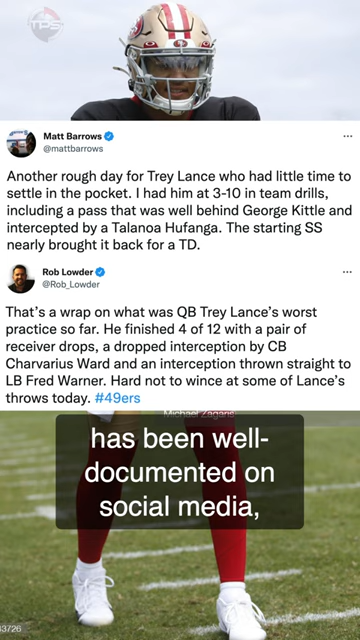 TPS
Matt Barrows
@mattbarrows
Another rough day for Trey Lance who had little time to
settle in the pocket. I had him at 3-10 in team drills,
including a pass that was well behind George Kittle and
intercepted by a Talanoa Hufanga. The starting SS
nearly brought it back for a TD.
Rob Lowder
@Rob_Lowder
That's a wrap on what was QB Trey Lance's worst
practice so far. He finished 4 of 12 with a pair of
receiver drops, a dropped interception by CB
Charvarius Ward and an interception thrown straight to
LB Fred Warner. Hard not to wince at some of Lance's
throws today. #49ers
Michael Zagaris
has been well-
documented on
social media,
43726